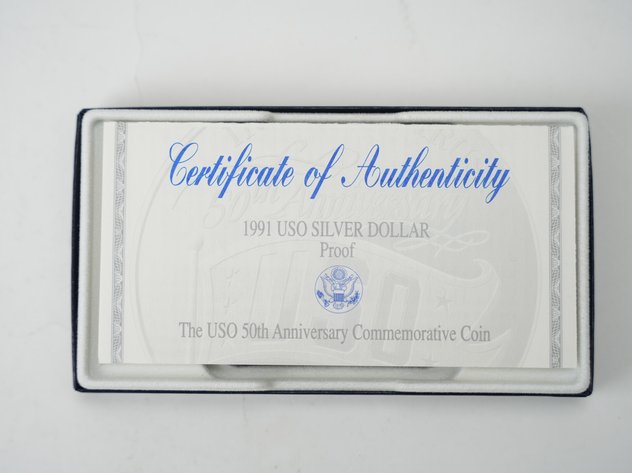 Certificate of Authenticity
1991 USO SILVER DOLLAR
Proof
The USO 50th Anniversary Commemorative Coin